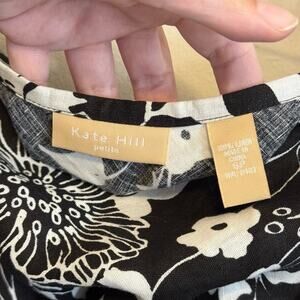 Kate Hill
petite
100% LINEN
MADE IN
CHINA